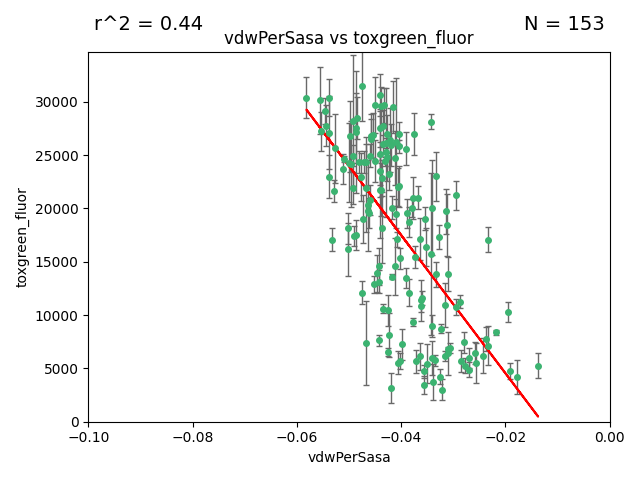 r^2 = 0.44
N = 153
vdwPerSasa vs toxgreen_fluor
30000
25000
20000
15000
10000
5000
0
toxgreen_fluor
−0.10
−0.08
−0.06
−0.04
−0.02
0.00
vdwPerSasa